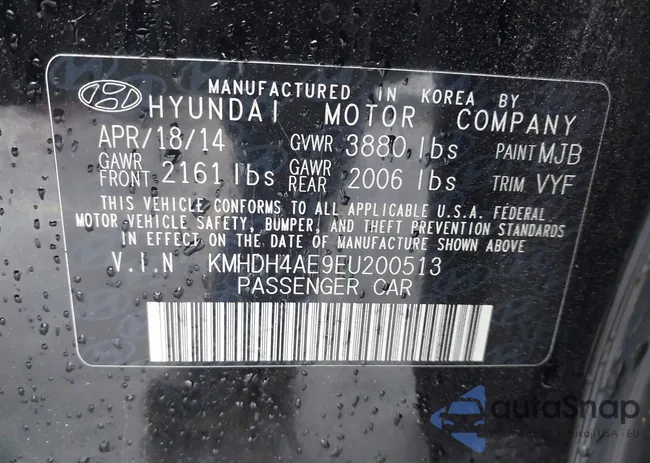 MANUFACTURED IN KOREA BY
HYUNDAI MOTOR COMPANY
APR/18/14 GVWR 3880 lbs PAINT MJB
GAWR FRONT 2161 lbs GAWR REAR 2006 lbs TRIM VYF
THIS VEHICLE CONFORMS TO ALL APPLICABLE U.S.A. FEDERAL
MOTOR VEHICLE SAFETY, BUMPER, AND THEFT PREVENTION STANDARDS
IN EFFECT ON THE DATE OF MANUFACTURE SHOWN ABOVE
V.I.N KMHDH4AE9EU200513
PASSENGER CAR
autoSnap
USA · EU